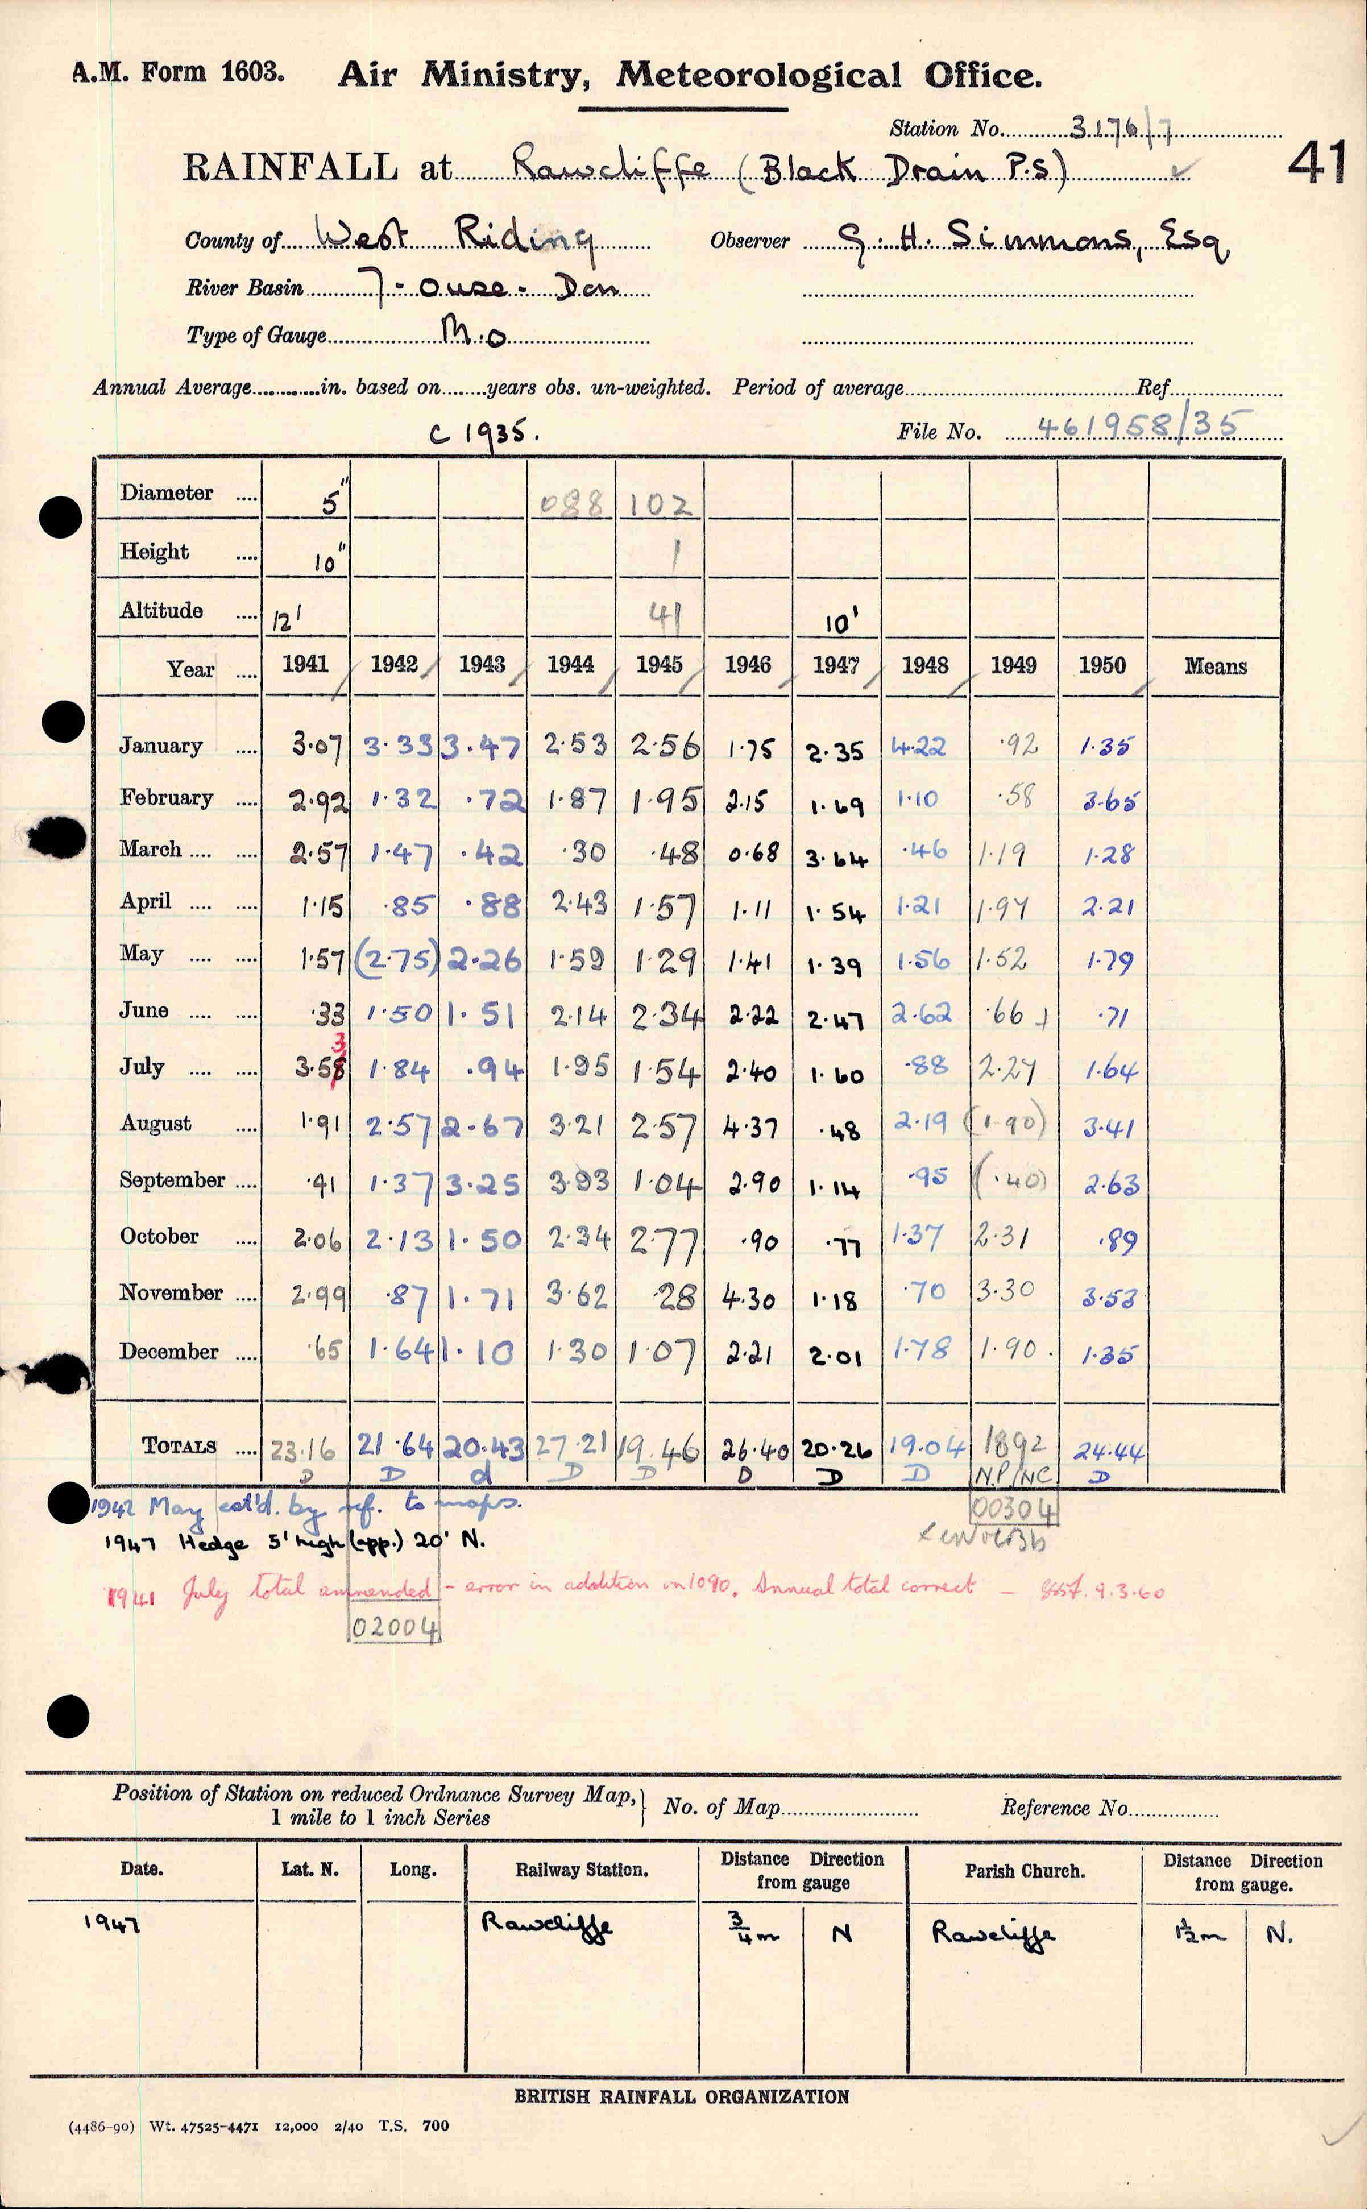 A.M. Form 1603. Air Ministry, Meteorological Office.
Station No. 3176/7
RAINFALL at Rawcliffe (Black Drain P.S) ✓ 41
County of West Riding Observer G. H. Simmons, Esq,
River Basin 7 - Ouse - Don
Type of Gauge M.O
Annual Average............in. based on........years obs. un-weighted. Period of average Ref.
C 1935. File No. 461958/35
Diameter .... 5" 088 102
Height .... 10" 1
Altitude .... 12' 41 10'
Year .... 1941 1942 1943 1944 1945 1946 1947 1948 1949 1950 Means
January .... 3.07 3.33 3.47 2.53 2.56 1.75 2.35 4.22 .92 1.35
February .... 2.92 1.32 .72 1.87 1.95 2.15 1.69 1.10 .58 3.65
March .... .... 2.57 1.47 .42 .30 .48 0.68 3.64 .46 1.19 1.28
April .... .... 1.15 .85 .88 2.43 1.57 1.11 1.54 1.21 1.97 2.21
May .... .... 1.57 (2.75) 2.26 1.59 1.29 1.41 1.39 1.56 1.52 1.79
June .... .... .33 1.50 1.51 2.14 2.34 2.22 2.47 2.62 .66 .71
3
July .... .... 3.58 1.84 .94 1.95 1.54 2.40 1.60 .88 2.27 1.64
August .... 1.91 2.57 2.67 3.21 2.57 4.37 .48 2.19 (1.90) 3.41
September .... .41 1.37 3.25 3.93 1.04 2.90 1.14 .95 (.40) 2.63
October .... 2.06 2.13 1.50 2.34 2.77 .90 .77 1.37 2.31 .89
November .... 2.99 .87 1.71 3.62 .28 4.30 1.18 .70 3.30 3.53
December .... .65 1.64 1.10 1.30 1.07 2.21 2.01 1.78 1.90 . 1.35
TOTALS .... 23.16 21.64 20.43 27.21 19.46 26.40 20.26 19.04 1892 24.44
D D d D D D D D N.P/NC D
1942 May est'd. by ref. to maps. 00304
1947 Hedge 5' high (app.) 20' N.
1941 July total ammended - error in addition on 1090. Annual total correct — 9.3.60
02004
Position of Station on reduced Ordnance Survey Map, } No. of Map Reference No.
1 mile to 1 inch Series
Date. Lat. N. Long. Railway Station. Distance from gauge Direction Parish Church. Distance from gauge. Direction
1947 Rawcliffe 3/4 m N Rawcliffe 1½ m N.
BRITISH RAINFALL ORGANIZATION
(4486-90) Wt. 47525-4471 12,000 2/40 T.S. 700